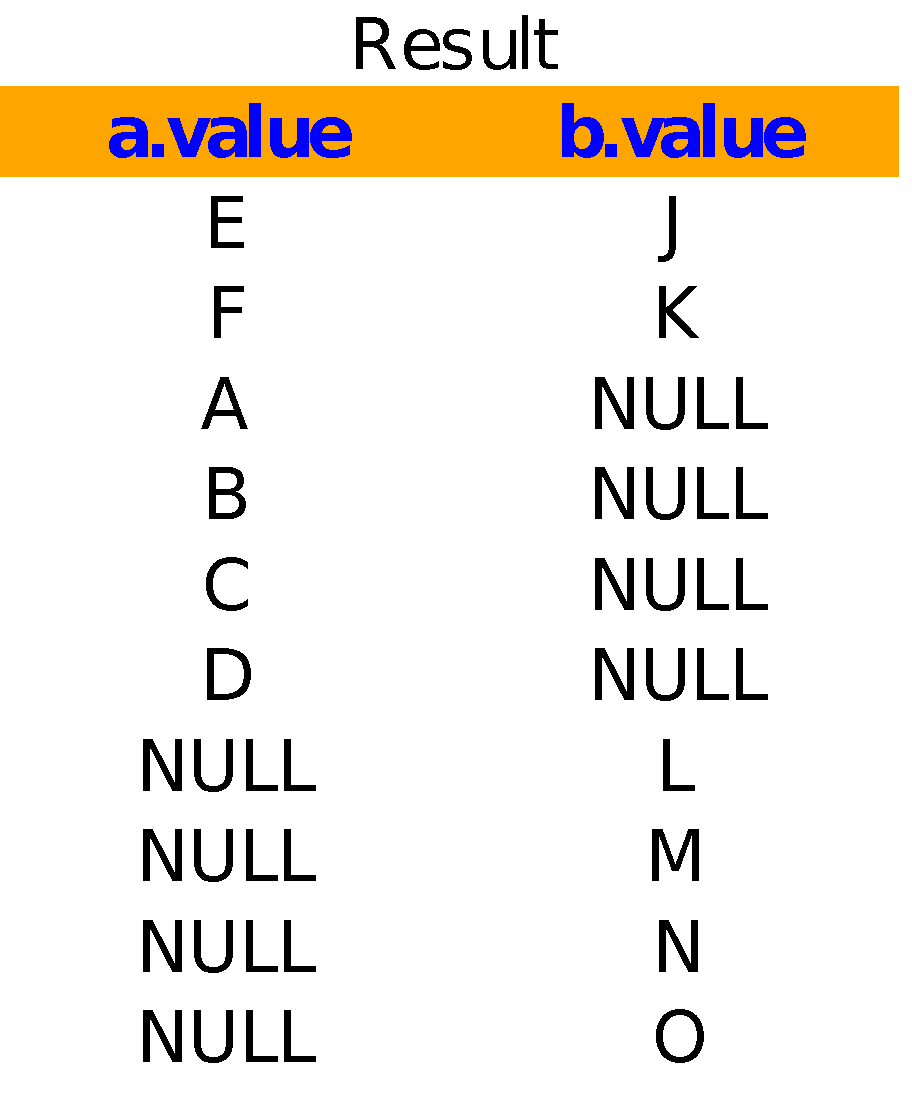 Result
a.value b.value
E J
F K
A NULL
B NULL
C NULL
D NULL
NULL L
NULL M
NULL N
NULL O